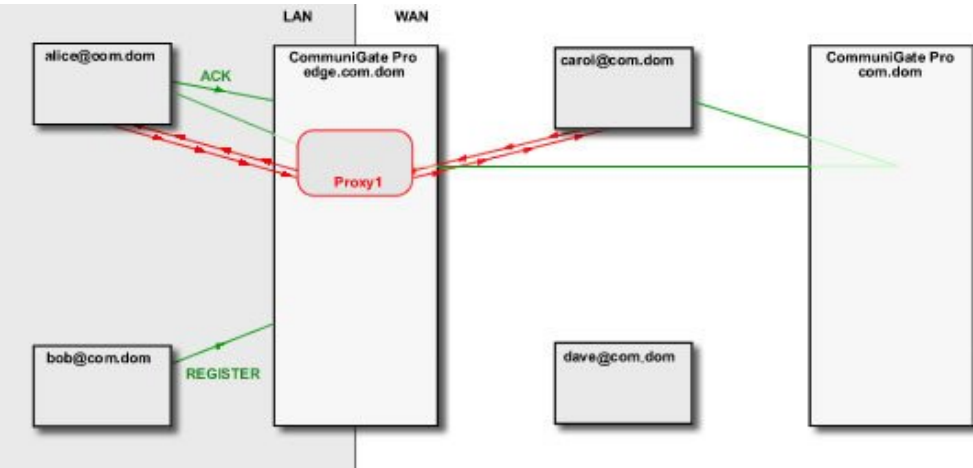 LAN
WAN
alice@com.dom
ACK
CommuniGate Pro
edge.com.dom
carol@com.dom
CommuniGate Pro
com.dom
Proxy1
bob@com.dom
REGISTER
dave@com.dom